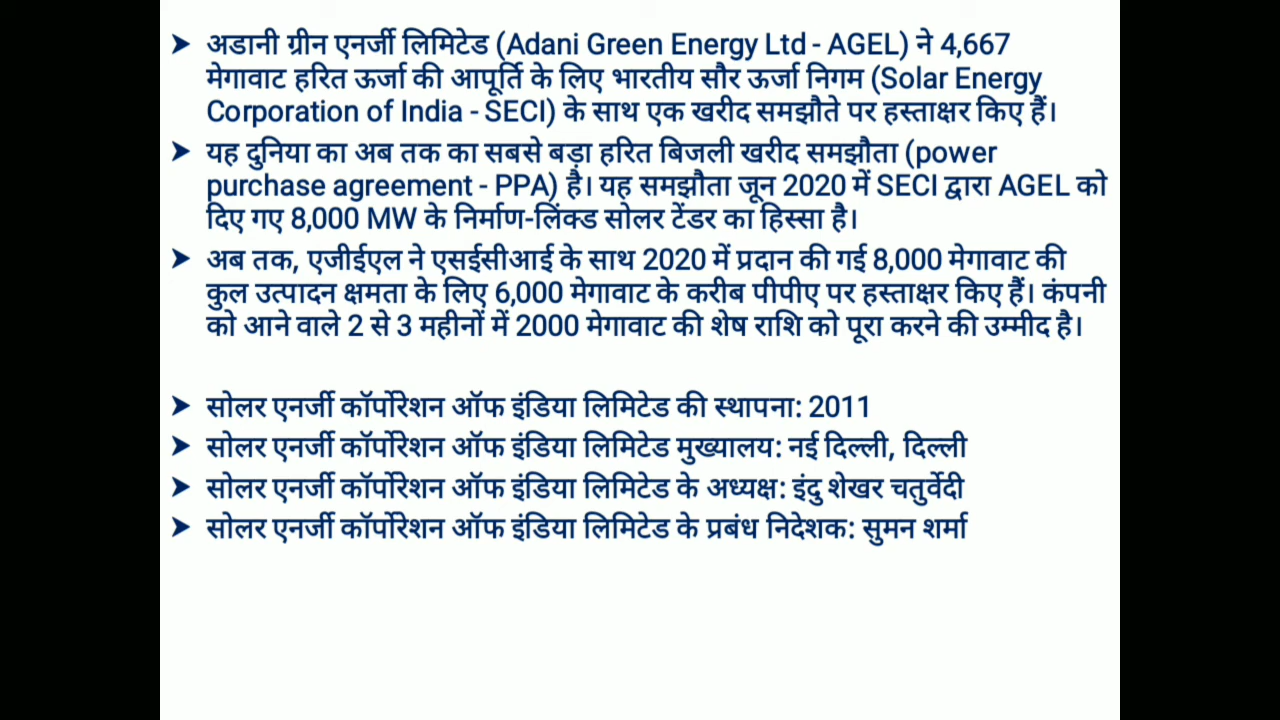 ➤ अडानी ग्रीन एनर्जी लिमिटेड (Adani Green Energy Ltd - AGEL) ने 4,667
मेगावाट हरित ऊर्जा की आपूर्ति के लिए भारतीय सौर ऊर्जा निगम (Solar Energy
Corporation of India - SECI) के साथ एक खरीद समझौते पर हस्ताक्षर किए हैं।
➤ यह दुनिया का अब तक का सबसे बड़ा हरित बिजली खरीद समझौता (power
purchase agreement - PPA) है। यह समझौता जून 2020 में SECI द्वारा AGEL को
दिए गए 8,000 MW के निर्माण-लिंक्ड सोलर टेंडर का हिस्सा है।
➤ अब तक, एजीईएल ने एसईसीआई के साथ 2020 में प्रदान की गई 8,000 मेगावाट की
कुल उत्पादन क्षमता के लिए 6,000 मेगावाट के करीब पीपीए पर हस्ताक्षर किए हैं। कंपनी
को आने वाले 2 से 3 महीनों में 2000 मेगावाट की शेष राशि को पूरा करने की उम्मीद है।
➤ सोलर एनर्जी कॉर्पोरेशन ऑफ इंडिया लिमिटेड की स्थापना: 2011
➤ सोलर एनर्जी कॉर्पोरेशन ऑफ इंडिया लिमिटेड मुख्यालय: नई दिल्ली, दिल्ली
➤ सोलर एनर्जी कॉर्पोरेशन ऑफ इंडिया लिमिटेड के अध्यक्ष: इंदु शेखर चतुर्वेदी
➤ सोलर एनर्जी कॉर्पोरेशन ऑफ इंडिया लिमिटेड के प्रबंध निदेशक: सुमन शर्मा